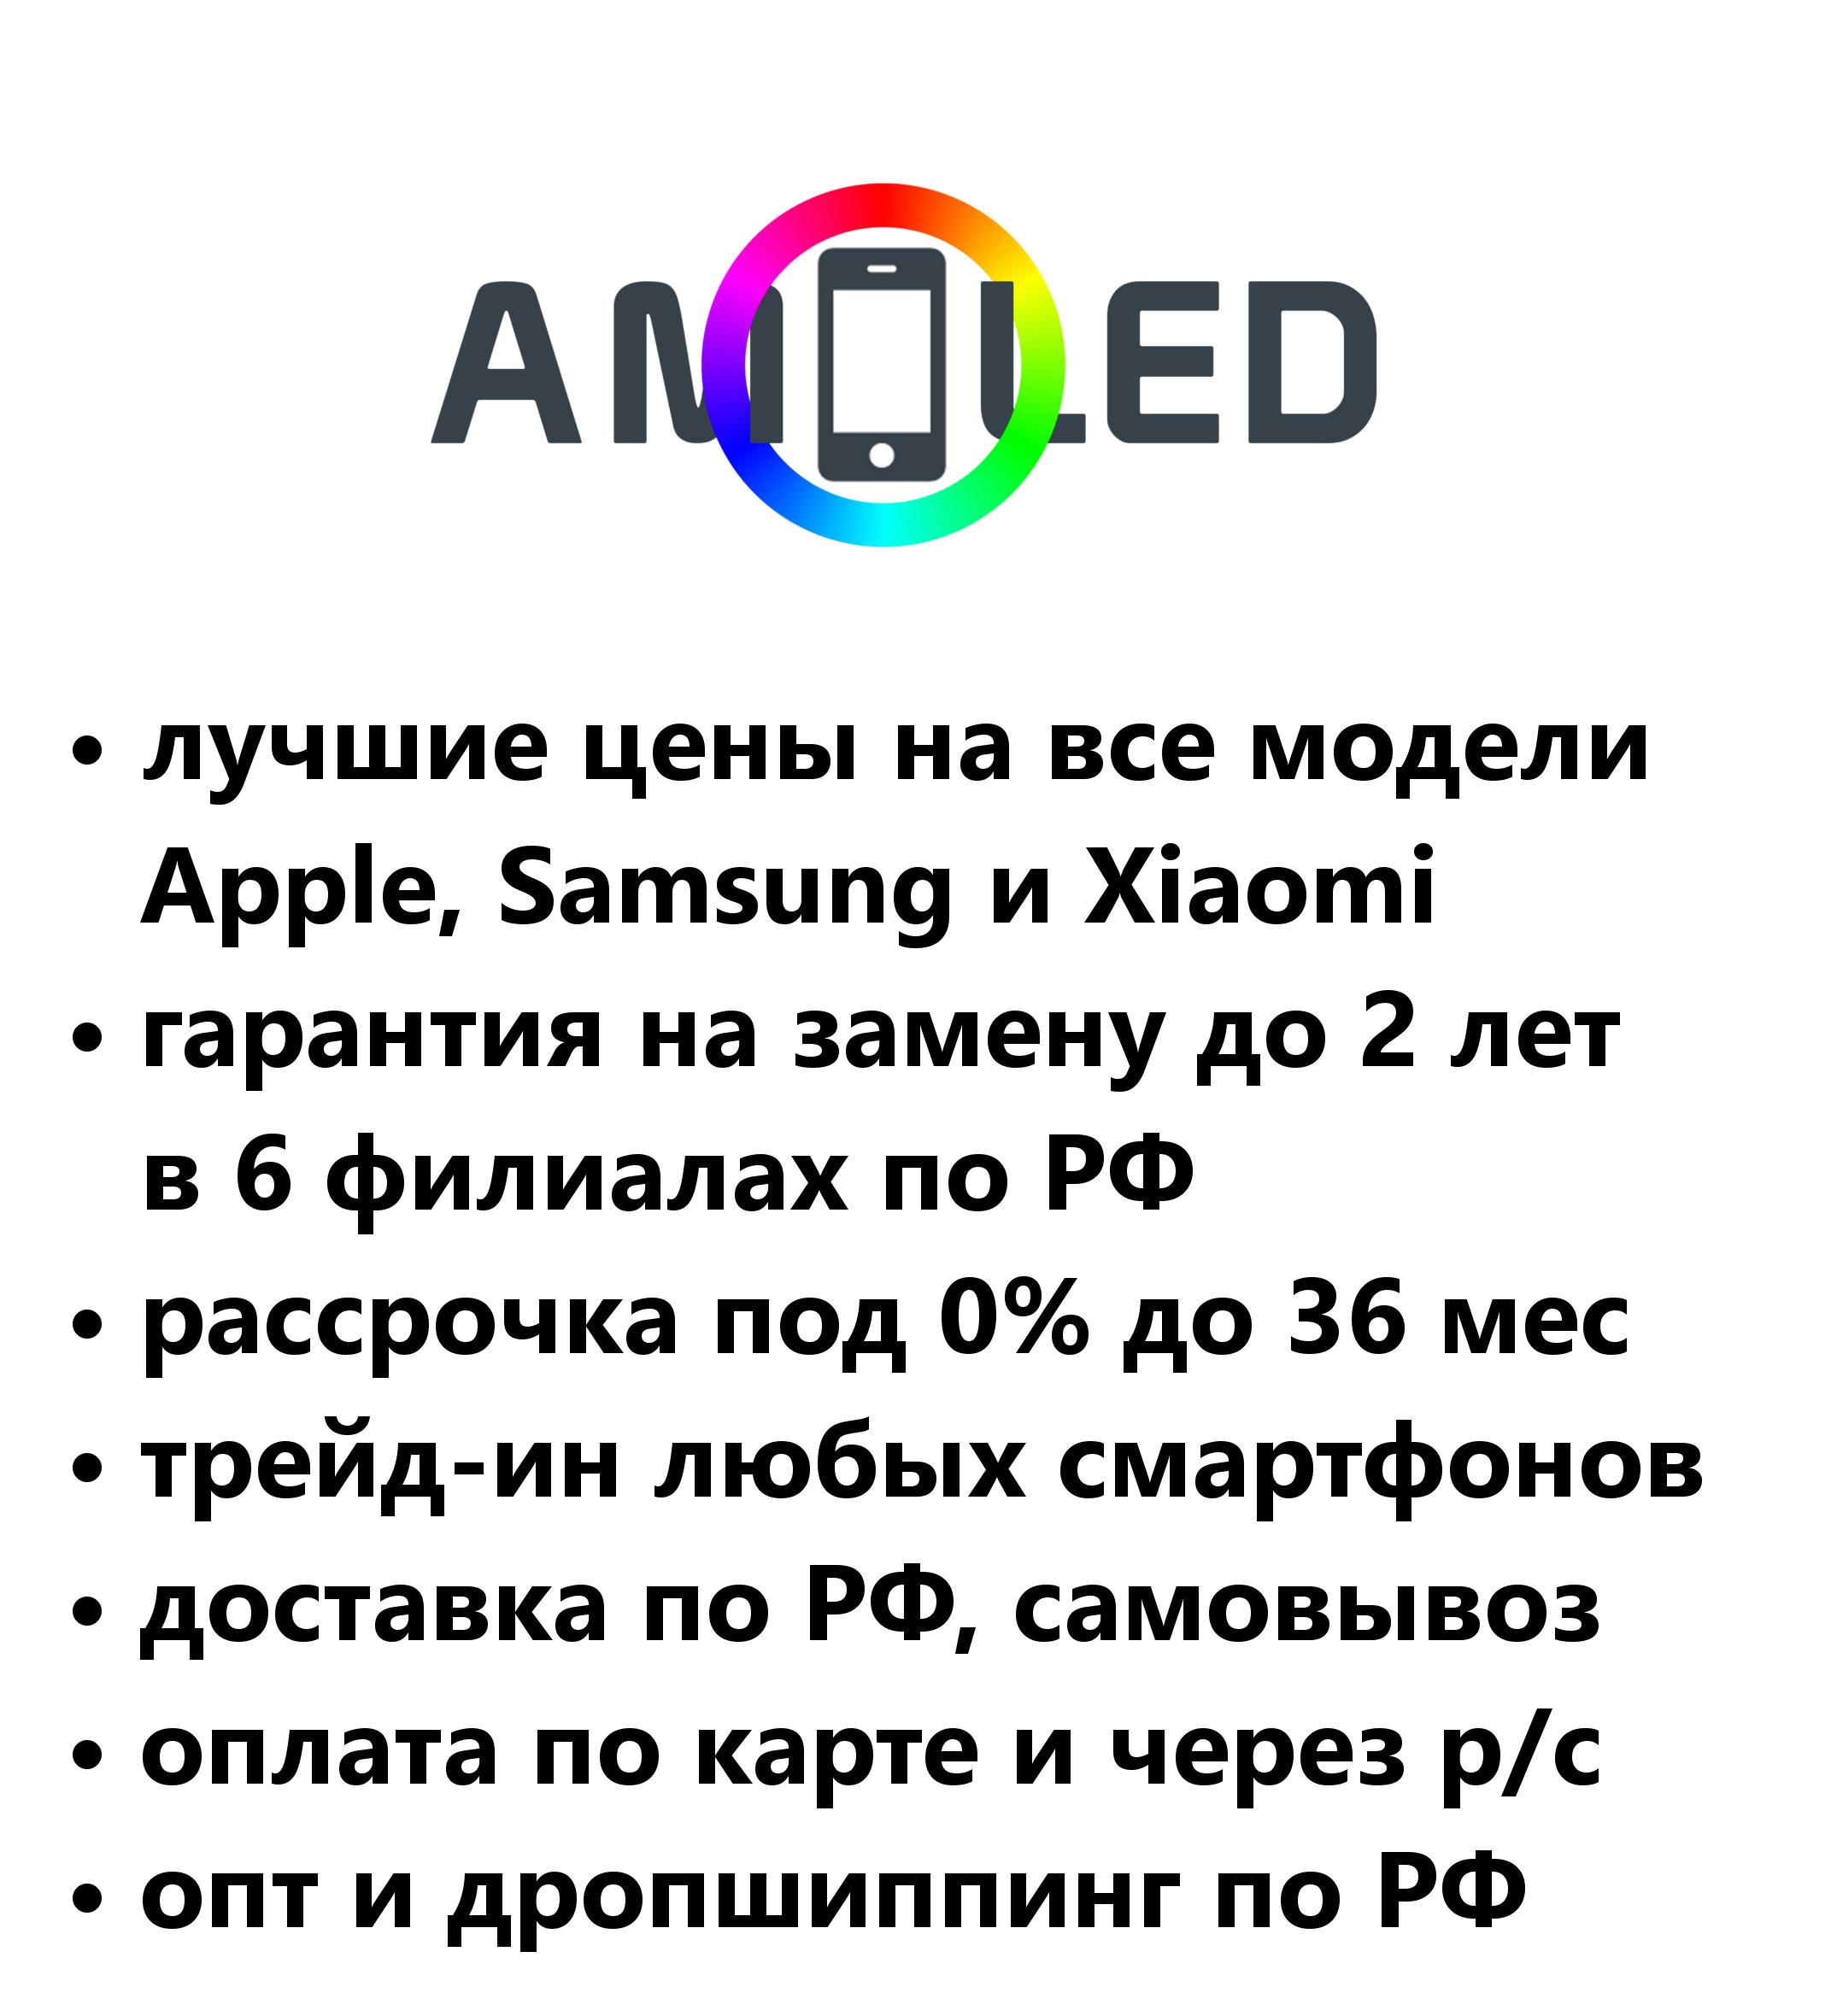 AMOLED
• лучшие цены на все модели
Apple, Samsung и Xiaomi
• гарантия на замену до 2 лет
в 6 филиалах по РФ
• рассрочка под 0% до 36 мес
• трейд-ин любых смартфонов
• доставка по РФ, самовывоз
• оплата по карте и через р/с
• опт и дропшиппинг по РФ